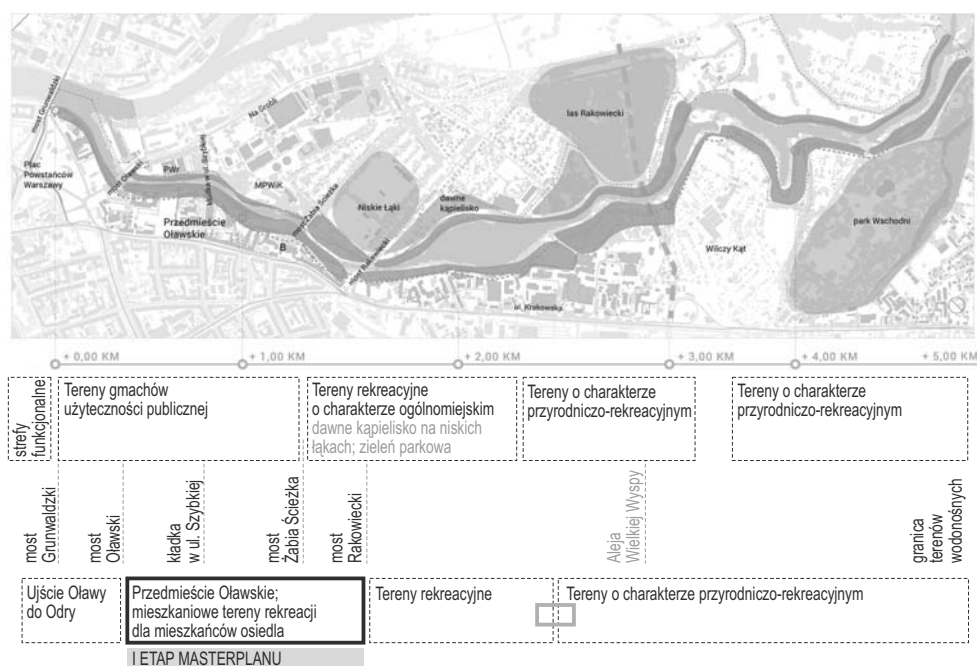 most Grunwaldzki
Plac
Powstańców
Warszawy
most Oławski
PWr
kładka w ul. Szybkiej
Na Grobli
MPWiK
Przedmieście
Oławskie
B
most Żabia Ścieżka
Niskie Łąki
most Rakowiecki
dawne
kąpielisko
las Rakowiecki
ul. Krakowska
Wilczy Kąt
park Wschodni
+ 0,00 KM
+ 1,00 KM
+ 2,00 KM
+ 3,00 KM
+ 4,00 KM
+ 5,00 KM
strefy
funkcjonalne
Tereny gmachów
użyteczności publicznej
Tereny rekreacyjne
o charakterze ogólnomiejskim
dawne kąpielisko na niskich
łąkach; zieleń parkowa
Tereny o charakterze
przyrodniczo-rekreacyjnym
Tereny o charakterze
przyrodniczo-rekreacyjnym
most
Grunwaldzki
most
Oławski
kładka
w ul. Szybkiej
most
Żabia Ścieżka
most
Rakowiecki
Aleja
Wielkiej Wyspy
granica
terenów
wodonośnych
Ujście Oławy
do Odry
Przedmieście Oławskie;
mieszkaniowe tereny rekreacji
dla mieszkańców osiedla
Tereny rekreacyjne
Tereny o charakterze przyrodniczo-rekreacyjnym
I ETAP MASTERPLANU